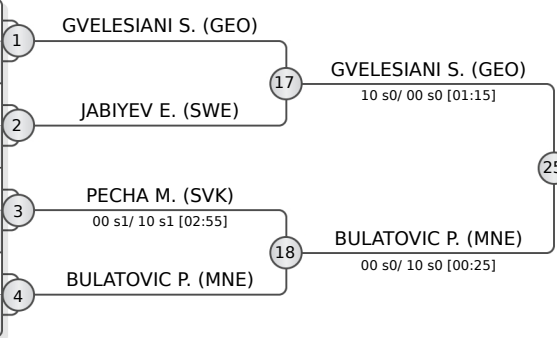 GVELESIANI S. (GEO)
1
GVELESIANI S. (GEO)
17
10 s0/ 00 s0 [01:15]
JABIYEV E. (SWE)
2
25
PECHA M. (SVK)
3
00 s1/ 10 s1 [02:55]
BULATOVIC P. (MNE)
18
00 s0/ 10 s0 [00:25]
BULATOVIC P. (MNE)
4